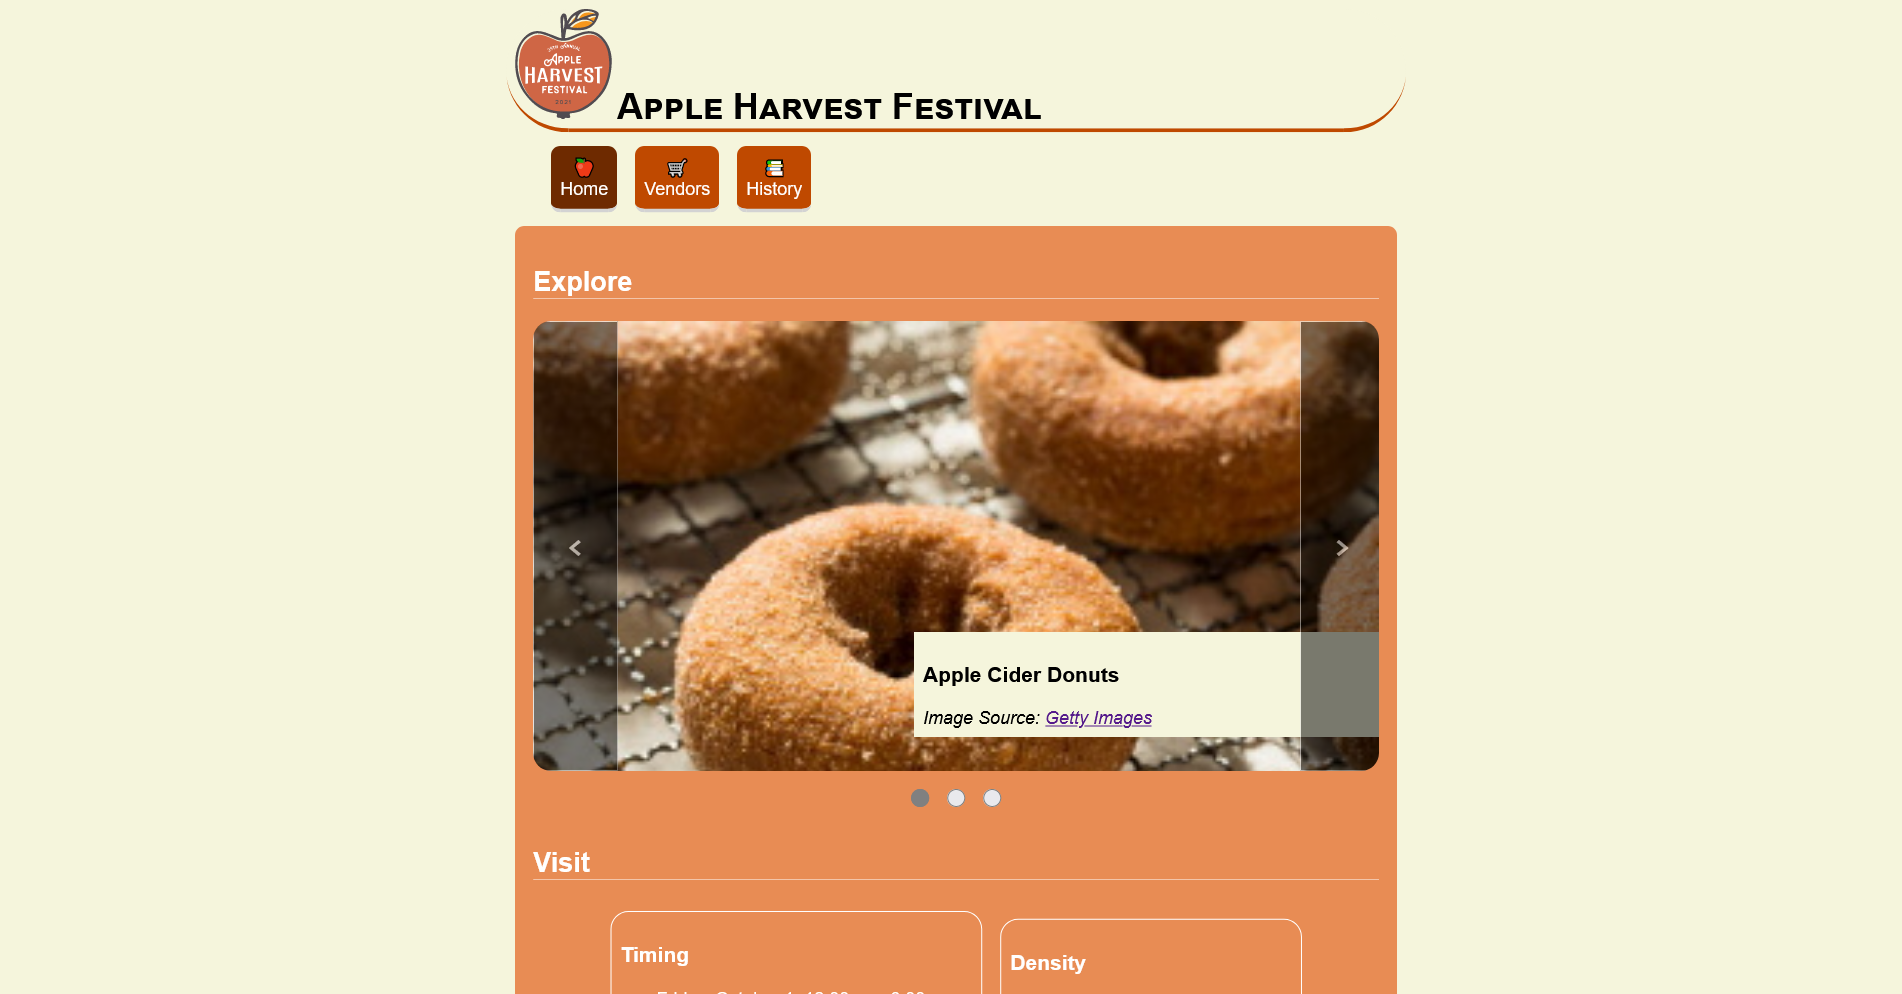 APPLE
HARVEST
FESTIVAL
2021
Apple Harvest Festival
Home
Vendors
History
Explore
<
>
Apple Cider Donuts
Image Source: Getty Images
Visit
Timing
Density